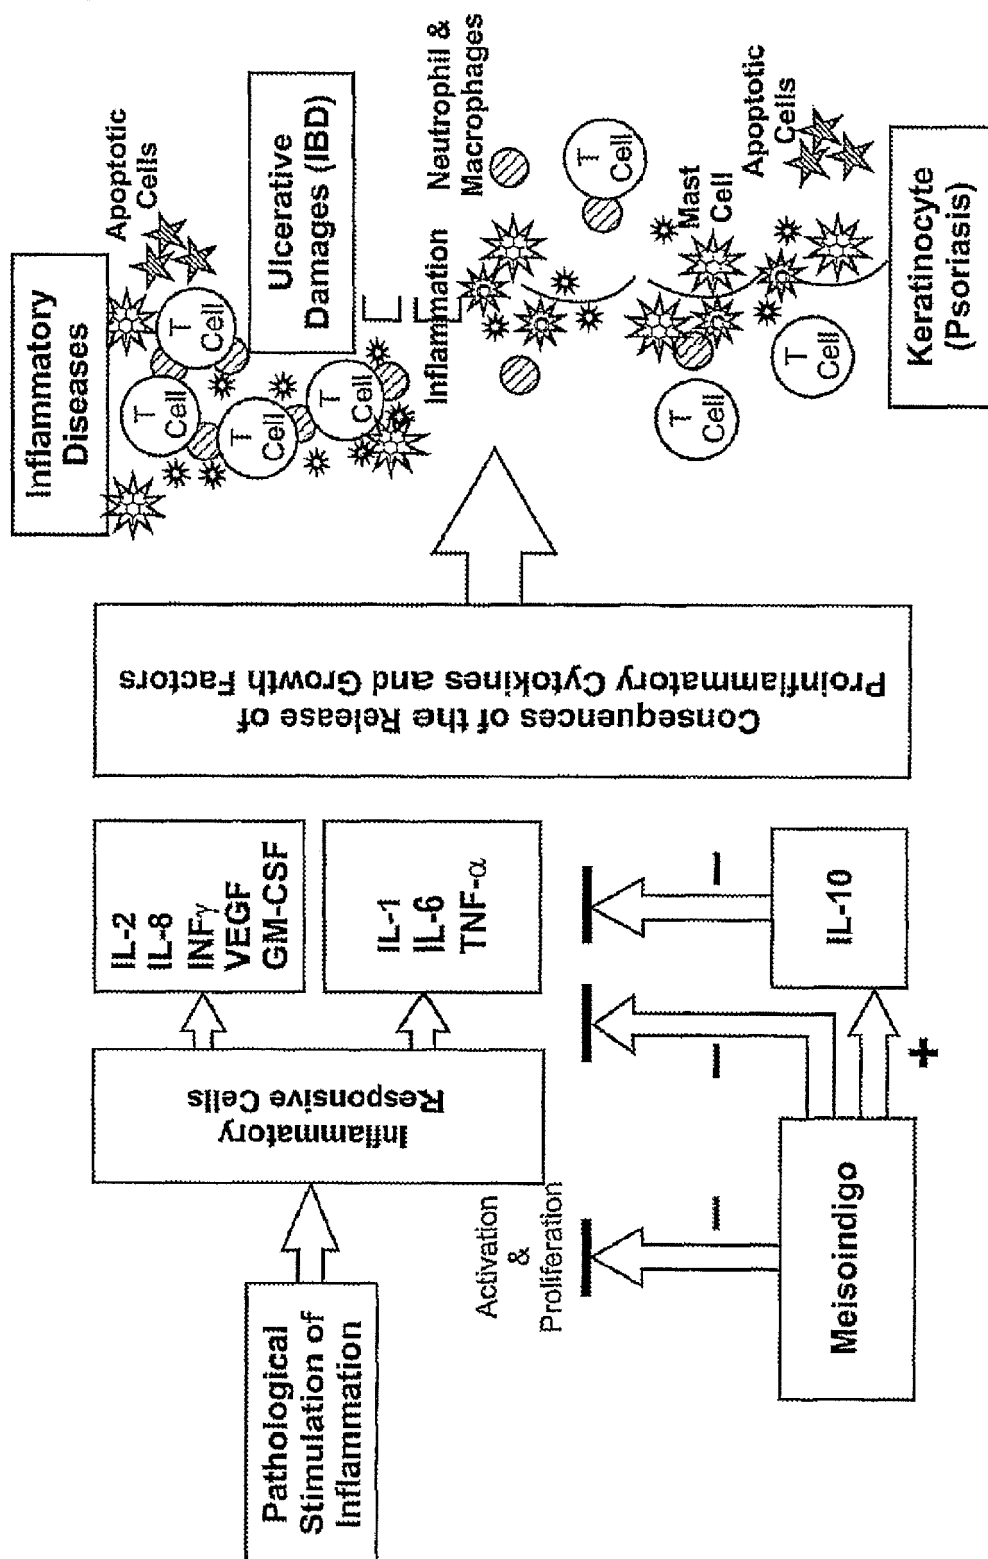 Pathological
Stimulation of
Inflammation
Inflammatory
Responsive Cells
Activation
&
Proliferation
IL-2
IL-8
INFγ
VEGF
GM-CSF
IL-1
IL-6
TNF-α
Meisoindigo
–
–
–
+
IL-10
Consequences of the Release of
Proinflammatory Cytokines and Growth Factors
Inflammatory
Diseases
Apoptotic
Cells
T
Cell
T
Cell
T
Cell
T
Cell
Ulcerative
Damages (IBD)
Inflammation
Neutrophil &
Macrophages
T
Cell
Mast
Cell
T
Cell
T
Cell
Apoptotic
Cells
Keratinocyte
(Psoriasis)